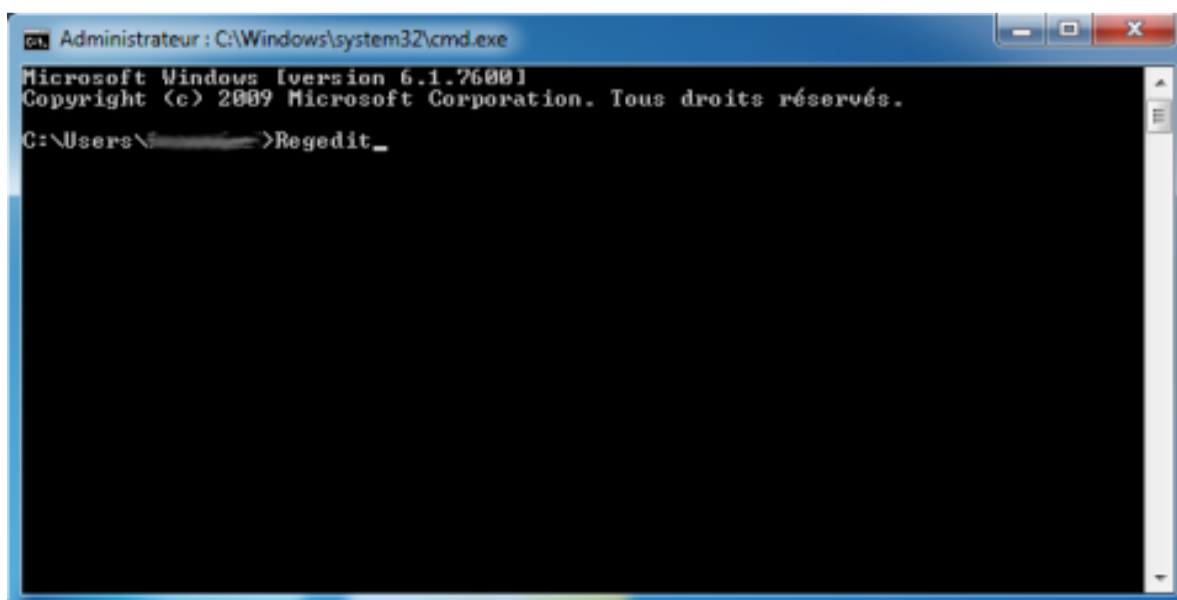 Administrateur : C:\Windows\system32\cmd.exe
Microsoft Windows [version 6.1.7600]
Copyright (c) 2009 Microsoft Corporation. Tous droits réservés.
C:\Users\ >Regedit_